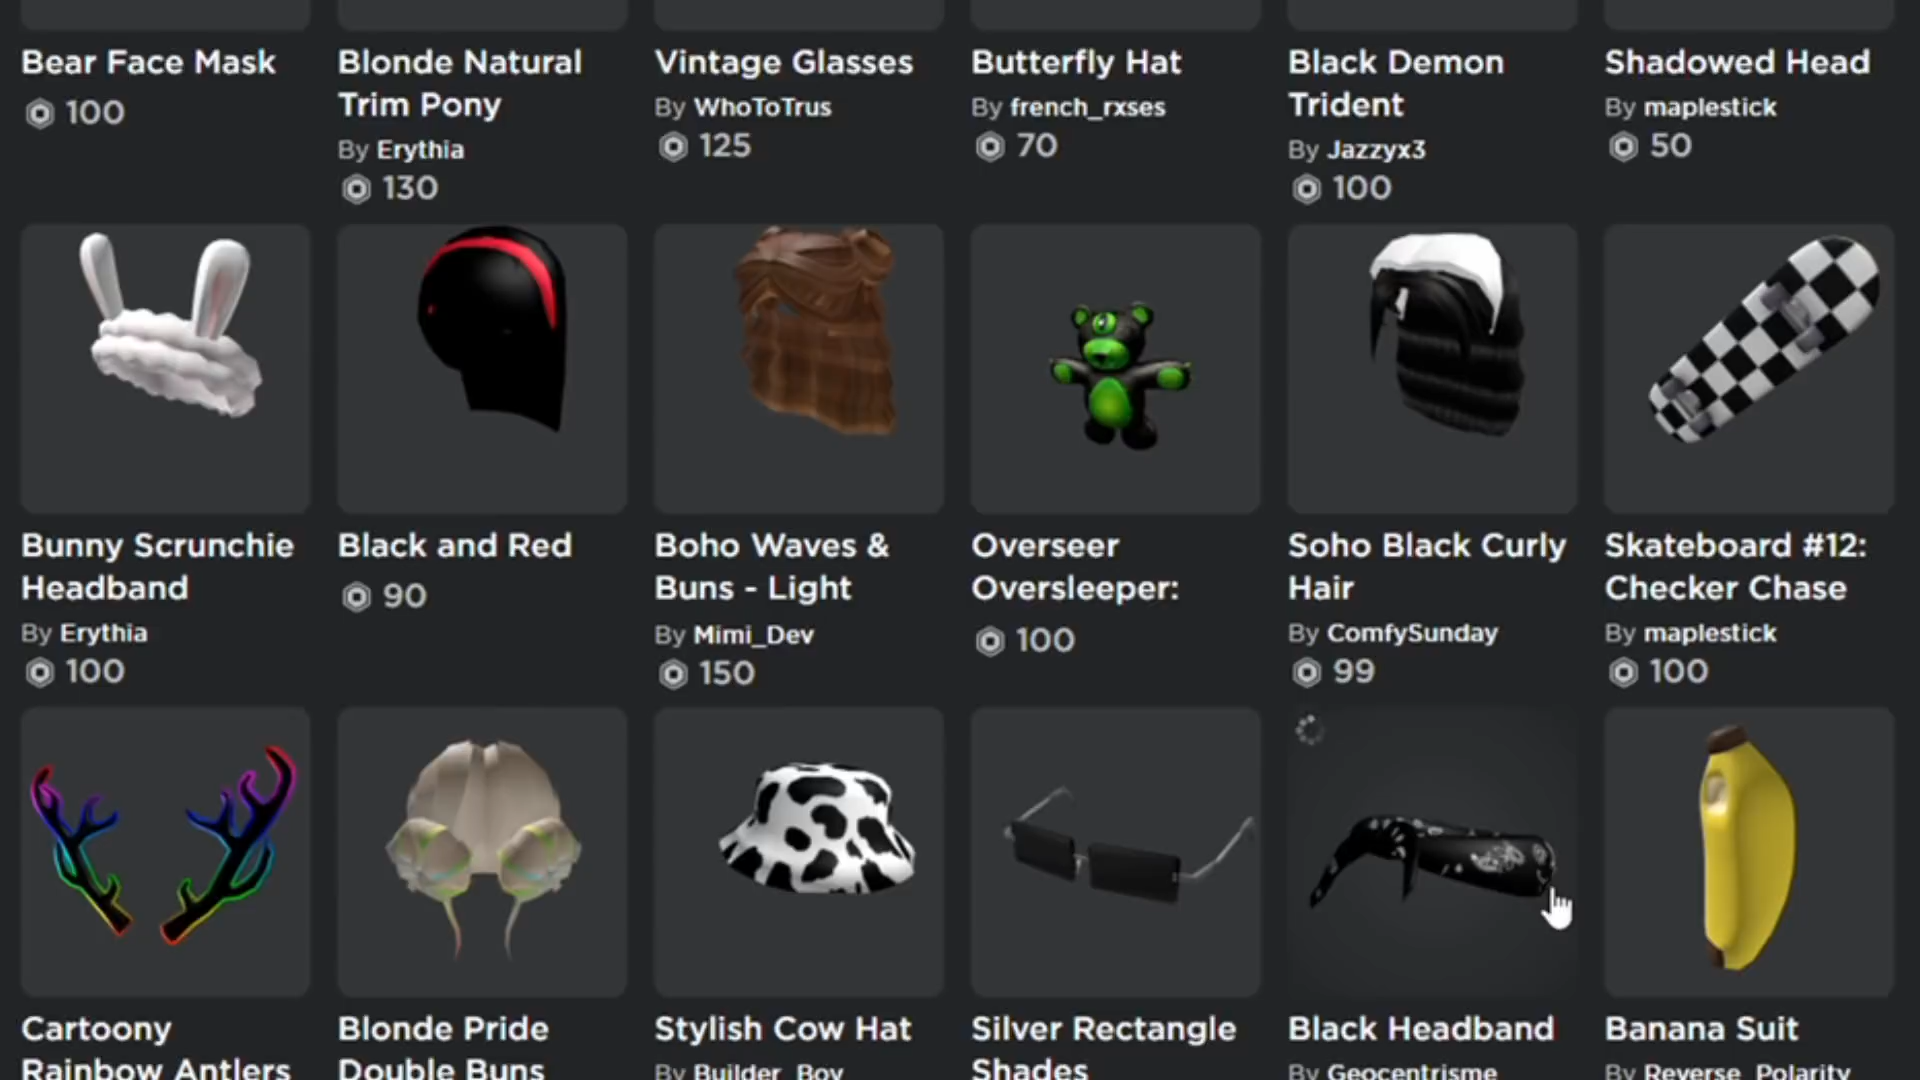 Bear Face Mask
100
Blonde Natural
Trim Pony
By Erythia
130
Vintage Glasses
By WhoToTrus
125
Butterfly Hat
By french_rxses
70
Black Demon
Trident
By Jazzyx3
100
Shadowed Head
By maplestick
50
Bunny Scrunchie
Headband
By Erythia
100
Black and Red
90
Boho Waves &
Buns - Light
By Mimi_Dev
150
Overseer
Oversleeper:
100
Soho Black Curly
Hair
By ComfySunday
99
Skateboard #12:
Checker Chase
By maplestick
100
Cartoony
Rainbow Antlers
Blonde Pride
Double Buns
Stylish Cow Hat
By Builder_Boy
Silver Rectangle
Shades
Black Headband
By Geocentrisme
Banana Suit
By Reverse_Polarity